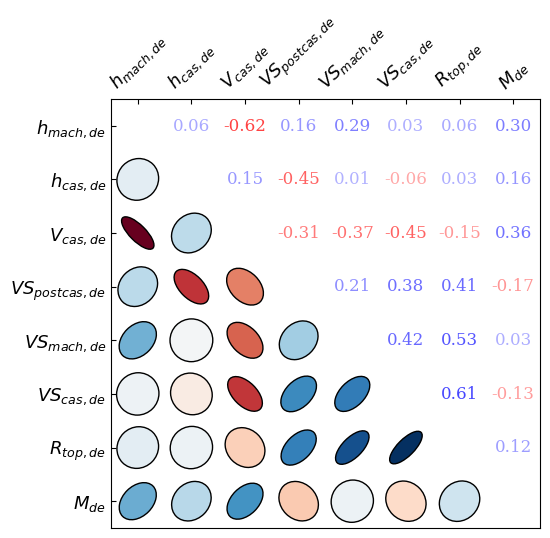 h_{mach,de} h_{cas,de} V_{cas,de} VS_{postcas,de} VS_{mach,de} VS_{cas,de} R_{top,de} M_{de}
h_{mach,de} 0.06 -0.62 0.16 0.29 0.03 0.06 0.30
h_{cas,de} 0.15 -0.45 0.01 -0.06 0.03 0.16
V_{cas,de} -0.31 -0.37 -0.45 -0.15 0.36
VS_{postcas,de} 0.21 0.38 0.41 -0.17
VS_{mach,de} 0.42 0.53 0.03
VS_{cas,de} 0.61 -0.13
R_{top,de} 0.12
M_{de}